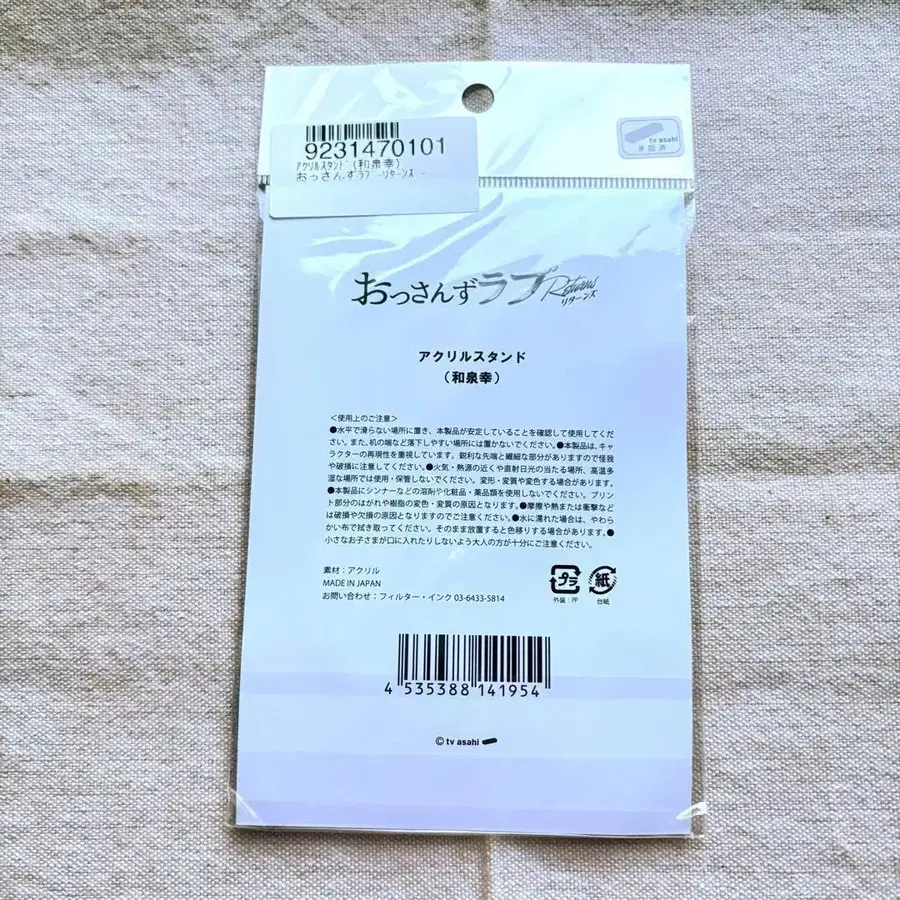 9231470101
ｱｸﾘﾙｽﾀﾝﾄﾞ(和泉幸)
おっさんずﾗﾌﾞ-ﾘﾀｰﾝｽﾞ-
tv asahi
承認済
おっさんずラブ Returns
リターンズ
アクリルスタンド
(和泉幸)
＜使用上のご注意＞
●水平で滑らない場所に置き、本製品が安定していることを確認して使用してくだ
さい。また、机の端など落下しやすい場所には置かないでください。●本製品は、キャ
ラクターの再現性を重視しています。鋭利な先端と繊細な部分がありますので怪我
や破損に注意してください。●火気・熱源の近くや直射日光の当たる場所、高温多
湿な場所では使用・保管しないでください。変形・変質や変色する場合があります。
●本製品にシンナーなどの溶剤や化粧品・薬品類を使用しないでください。プリン
ト部分のはがれや樹脂の変色・変質の原因となります。●摩擦や熱または衝撃など
は破損や欠損の原因となりますのでご注意ください。●水に濡れた場合は、やわら
かい布で拭き取ってください。そのまま放置すると色移りする場合があります。●
小さなお子さまが口に入れたりしないよう大人の方が十分にご注意ください。
素材：アクリル
MADE IN JAPAN
お問い合わせ：フィルター・インク 03-6433-5814
プラ
外装：PP
紙
台紙
4 535388 141954
© tv asahi